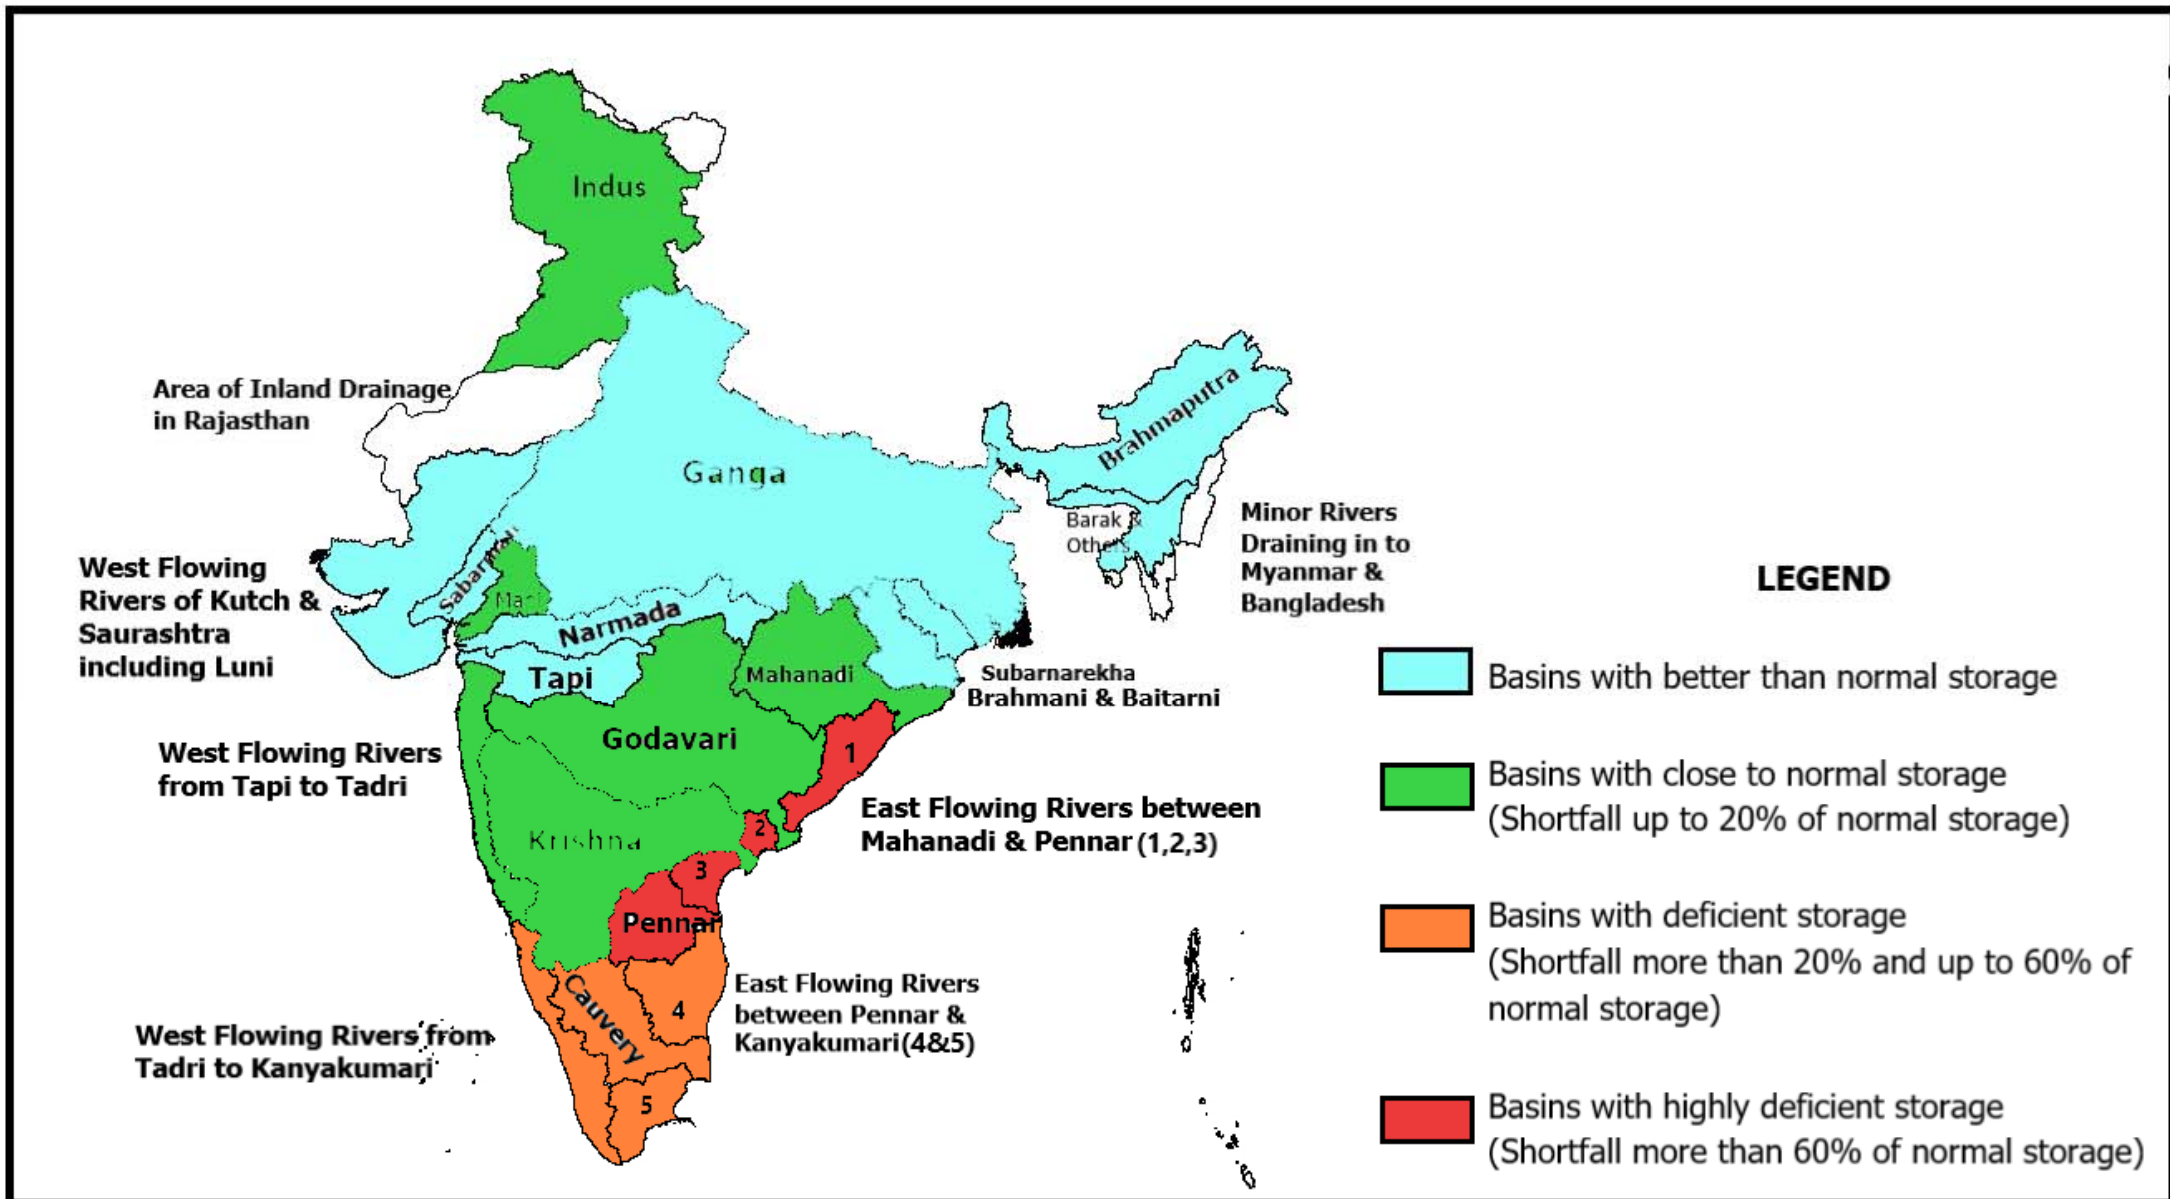 Indus
Area of Inland Drainage
in Rajasthan
Ganga
Brahmaputra
Barak &
Others
Minor Rivers
Draining in to
Myanmar &
Bangladesh
West Flowing
Rivers of Kutch &
Saurashtra
including Luni
Sabarmati
Mahi
Narmada
Tapi
Mahanadi
Subarnarekha
Brahmani & Baitarni
Godavari
West Flowing Rivers
from Tapi to Tadri
1
East Flowing Rivers between
Mahanadi & Pennar (1,2,3)
2
Krishna
3
Pennar
Cauvery
4
East Flowing Rivers
between Pennar &
Kanyakumari(4&5)
West Flowing Rivers from
Tadri to Kanyakumari
5
LEGEND
Basins with better than normal storage
Basins with close to normal storage
(Shortfall up to 20% of normal storage)
Basins with deficient storage
(Shortfall more than 20% and up to 60% of
normal storage)
Basins with highly deficient storage
(Shortfall more than 60% of normal storage)